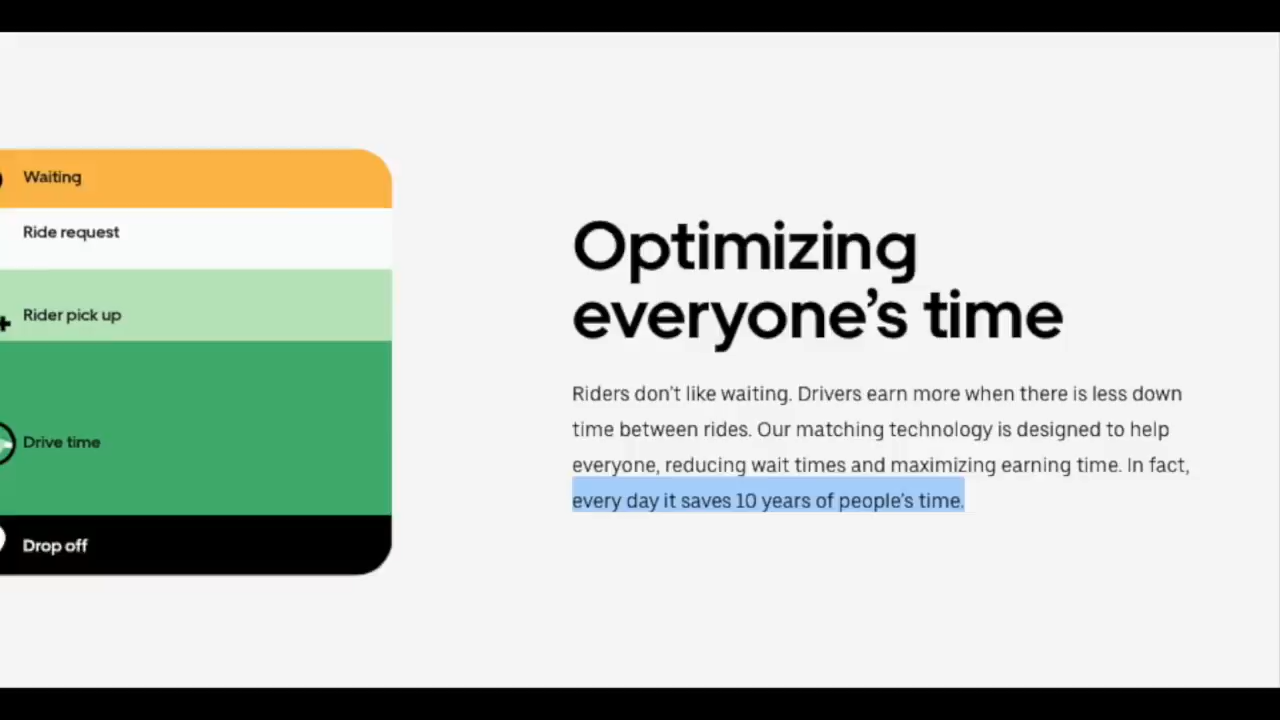 Waiting
Ride request
Rider pick up
Drive time
Drop off
Optimizing
everyone's time
Riders don't like waiting. Drivers earn more when there is less down
time between rides. Our matching technology is designed to help
everyone, reducing wait times and maximizing earning time. In fact,
every day it saves 10 years of people's time.